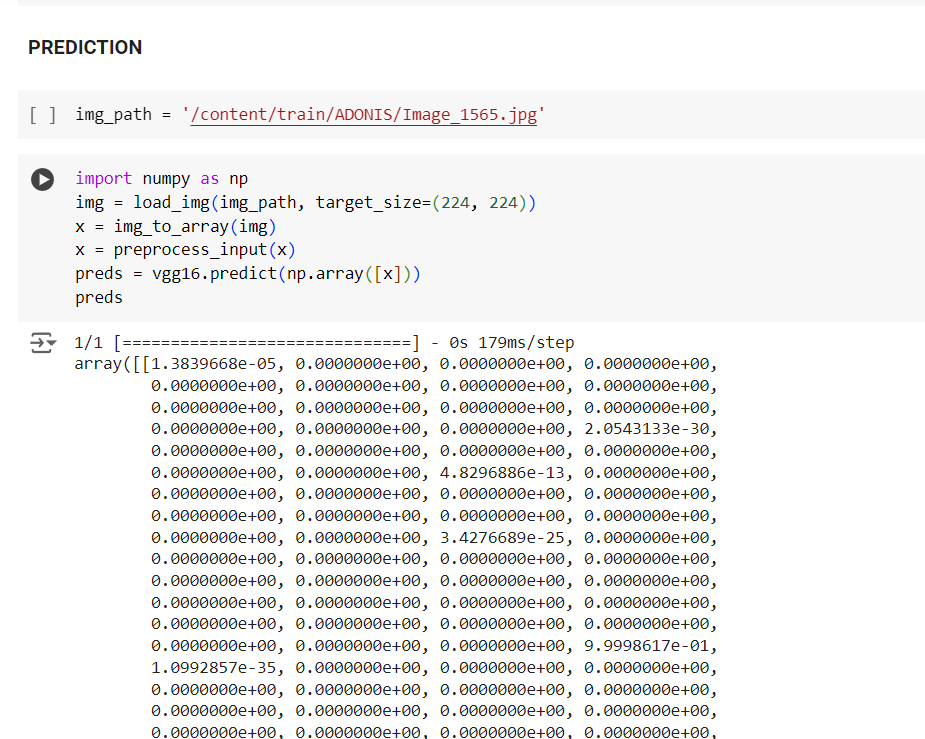 PREDICTION
[ ] img_path = '/content/train/ADONIS/Image_1565.jpg'
import numpy as np
img = load_img(img_path, target_size=(224, 224))
x = img_to_array(img)
x = preprocess_input(x)
preds = vgg16.predict(np.array([x]))
preds
1/1 [==============================] - 0s 179ms/step
array([[1.3839668e-05, 0.0000000e+00, 0.0000000e+00, 0.0000000e+00,
0.0000000e+00, 0.0000000e+00, 0.0000000e+00, 0.0000000e+00,
0.0000000e+00, 0.0000000e+00, 0.0000000e+00, 0.0000000e+00,
0.0000000e+00, 0.0000000e+00, 0.0000000e+00, 2.0543133e-30,
0.0000000e+00, 0.0000000e+00, 0.0000000e+00, 0.0000000e+00,
0.0000000e+00, 0.0000000e+00, 4.8296886e-13, 0.0000000e+00,
0.0000000e+00, 0.0000000e+00, 0.0000000e+00, 0.0000000e+00,
0.0000000e+00, 0.0000000e+00, 0.0000000e+00, 0.0000000e+00,
0.0000000e+00, 0.0000000e+00, 3.4276689e-25, 0.0000000e+00,
0.0000000e+00, 0.0000000e+00, 0.0000000e+00, 0.0000000e+00,
0.0000000e+00, 0.0000000e+00, 0.0000000e+00, 0.0000000e+00,
0.0000000e+00, 0.0000000e+00, 0.0000000e+00, 0.0000000e+00,
0.0000000e+00, 0.0000000e+00, 0.0000000e+00, 0.0000000e+00,
0.0000000e+00, 0.0000000e+00, 0.0000000e+00, 9.9998617e-01,
1.0992857e-35, 0.0000000e+00, 0.0000000e+00, 0.0000000e+00,
0.0000000e+00, 0.0000000e+00, 0.0000000e+00, 0.0000000e+00,
0.0000000e+00, 0.0000000e+00, 0.0000000e+00, 0.0000000e+00,
0.0000000e+00, 0.0000000e+00, 0.0000000e+00, 0.0000000e+00,